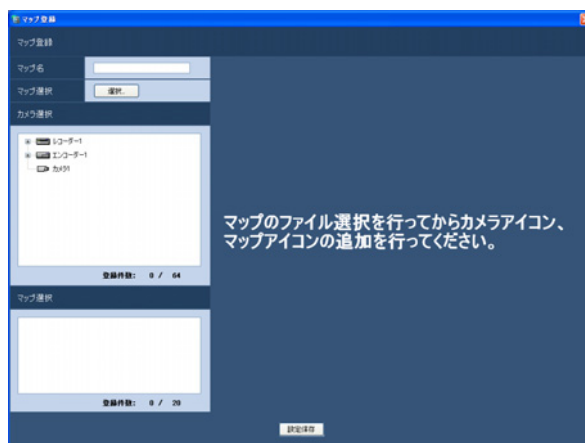 マップ登録
マップ登録
マップ名
マップ選択 選択...
カメラ選択
レコーダー1
エンコーダー1
カメラ1
マップのファイル選択を行ってからカメラアイコン、
マップアイコンの追加を行ってください。
登録件数: 0 / 64
マップ選択
登録件数: 0 / 20
設定保存